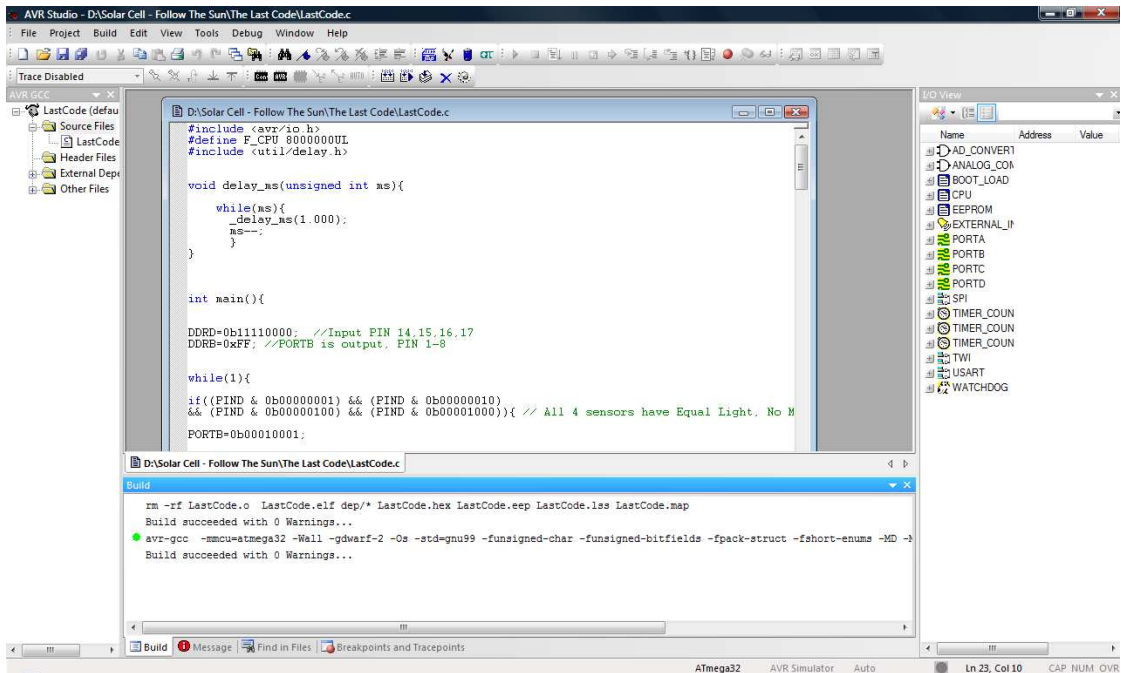 AVR Studio - D:\Solar Cell - Follow The Sun\The Last Code\LastCode.c
File Project Build Edit View Tools Debug Window Help
Trace Disabled
AVR GCC
LastCode (defau
Source Files
LastCode
Header Files
External Depe
Other Files
D:\Solar Cell - Follow The Sun\The Last Code\LastCode.c
#include <avr/io.h>
#define F_CPU 8000000UL
#include <util/delay.h>
void delay_ms(unsigned int ms){
while(ms){
_delay_ms(1.000);
ms--;
}
}
int main(){
DDRD=0b11110000; //Input PIN 14,15,16,17
DDRB=0xFF; //PORTB is output, PIN 1-8
while(1){
if((PIND & 0b00000001) && (PIND & 0b00000010)
&& (PIND & 0b00000100) && (PIND & 0b00001000)){ // All 4 sensors have Equal Light, No M
PORTB=0b00010001;
D:\Solar Cell - Follow The Sun\The Last Code\LastCode.c
Build
rm -rf LastCode.o LastCode.elf dep/* LastCode.hex LastCode.eep LastCode.lss LastCode.map
Build succeeded with 0 Warnings...
avr-gcc -mmcu=atmega32 -Wall -gdwarf-2 -Os -std=gnu99 -funsigned-char -funsigned-bitfields -fpack-struct -fshort-enums -MD -M
Build succeeded with 0 Warnings...
Build Message Find in Files Breakpoints and Tracepoints
I/O View
Name Address Value
AD_CONVERT
ANALOG_COM
BOOT_LOAD
CPU
EEPROM
EXTERNAL_IN
PORTA
PORTB
PORTC
PORTD
SPI
TIMER_COUN
TIMER_COUN
TIMER_COUN
TWI
USART
WATCHDOG
ATmega32 AVR Simulator Auto Ln 23, Col 10 CAP NUM OVR